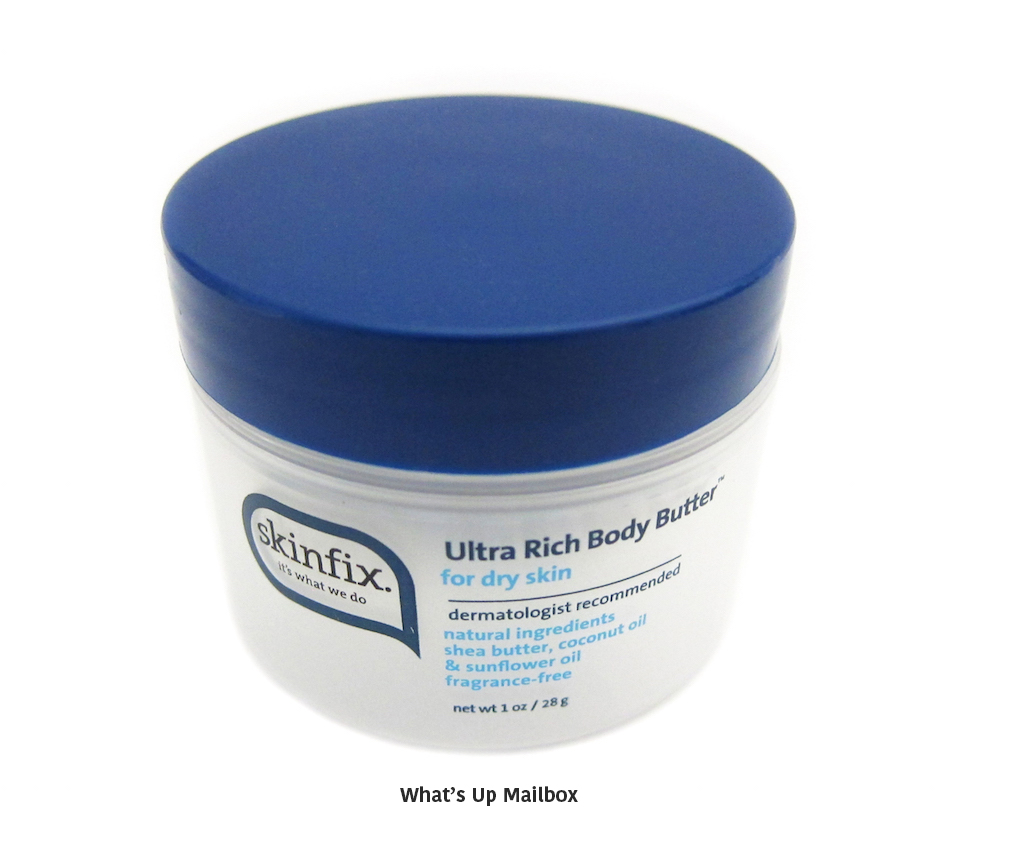 skinfix.
it's what we do
Ultra Rich Body Butter™
for dry skin
dermatologist recommended
natural ingredients
shea butter, coconut oil
& sunflower oil
fragrance-free
net wt 1 oz / 28 g
What's Up Mailbox